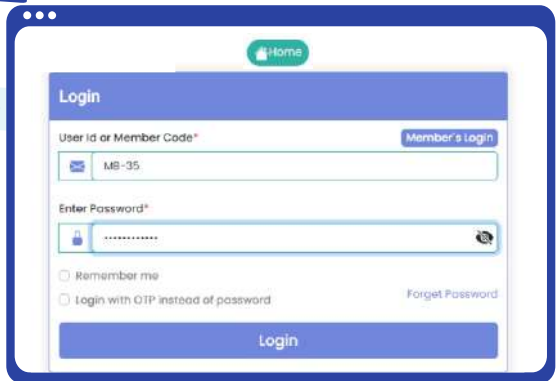 Home
Login
User Id or Member Code*
Member's Login
MB-35
Enter Password*
············
Remember me
Login with OTP instead of password
Forget Password
Login